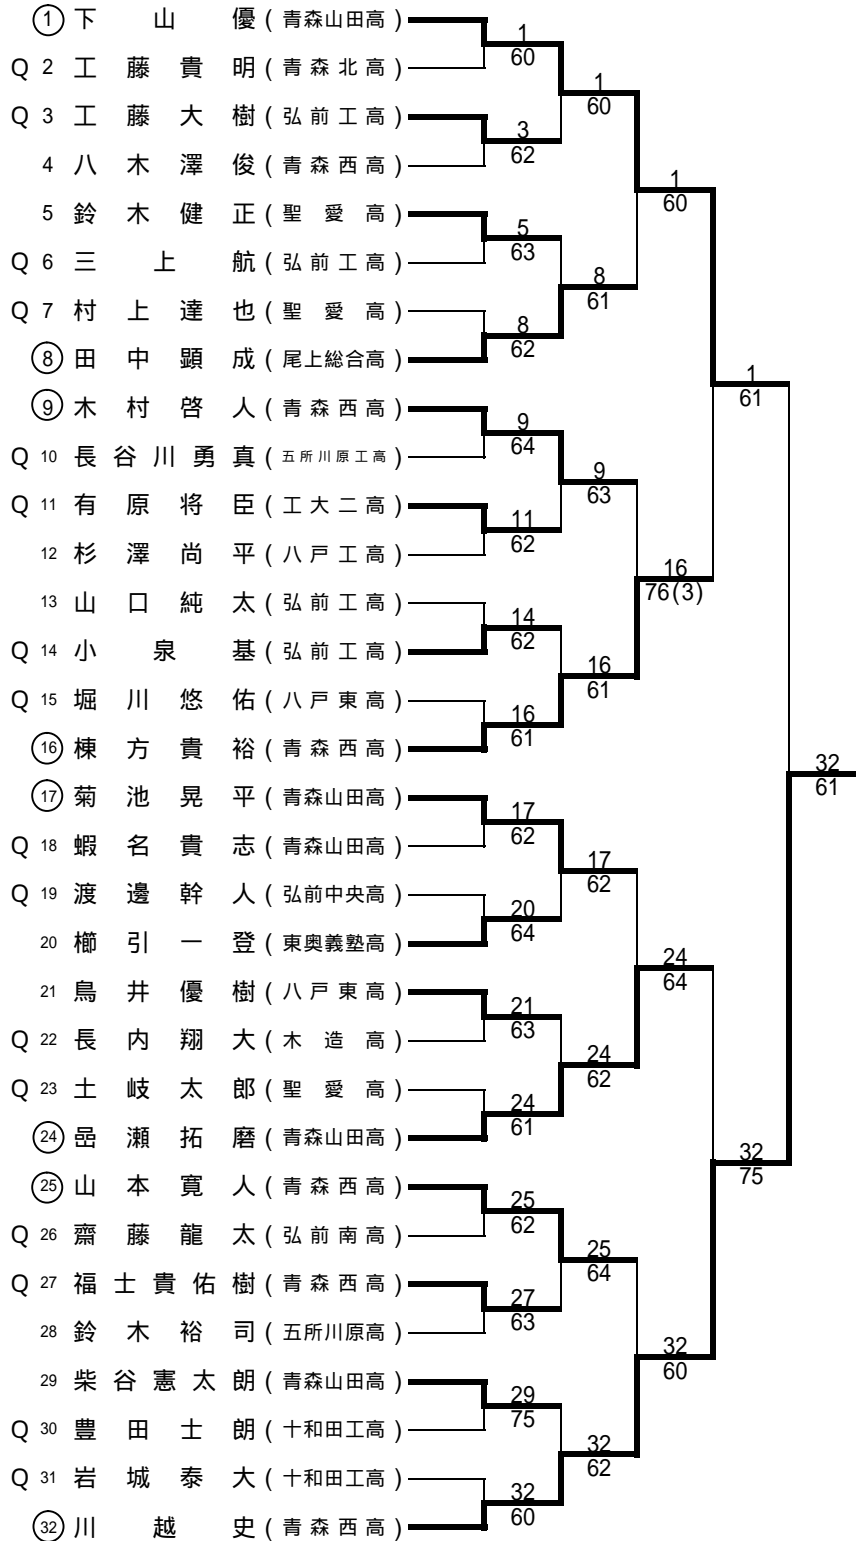 ① 下山優 (青森山田高)
Q 2 工藤貴明 (青森北高)
Q 3 工藤大樹 (弘前工高)
4 八木澤俊 (青森西高)
5 鈴木健正 (聖愛高)
Q 6 三上航 (弘前工高)
Q 7 村上達也 (聖愛高)
⑧ 田中顕成 (尾上総合高)
⑨ 木村啓人 (青森西高)
Q 10 長谷川勇真 (五所川原工高)
Q 11 有原将臣 (工大二高)
12 杉澤尚平 (八戸工高)
13 山口純太 (弘前工高)
Q 14 小泉基 (弘前工高)
Q 15 堀川悠佑 (八戸東高)
⑯ 棟方貴裕 (青森西高)
⑰ 菊池晃平 (青森山田高)
Q 18 蝦名貴志 (青森山田高)
Q 19 渡邊幹人 (弘前中央高)
20 櫛引一登 (東奥義塾高)
21 鳥井優樹 (八戸東高)
Q 22 長内翔大 (木造高)
Q 23 土岐太郎 (聖愛高)
㉔ 嵒瀬拓磨 (青森山田高)
㉕ 山本寛人 (青森西高)
Q 26 齋藤龍太 (弘前南高)
Q 27 福士貴佑樹 (青森西高)
28 鈴木裕司 (五所川原高)
29 柴谷憲太朗 (青森山田高)
Q 30 豊田士朗 (十和田工高)
Q 31 岩城泰大 (十和田工高)
㉜ 川越史 (青森西高)
1
60
3
62
5
63
8
62
9
64
11
62
14
62
16
61
17
62
20
64
21
63
24
61
25
62
27
63
29
75
32
60
1
60
8
61
9
63
16
61
17
62
24
62
25
64
32
62
1
60
16
76(3)
24
64
32
60
1
61
32
75
32
61